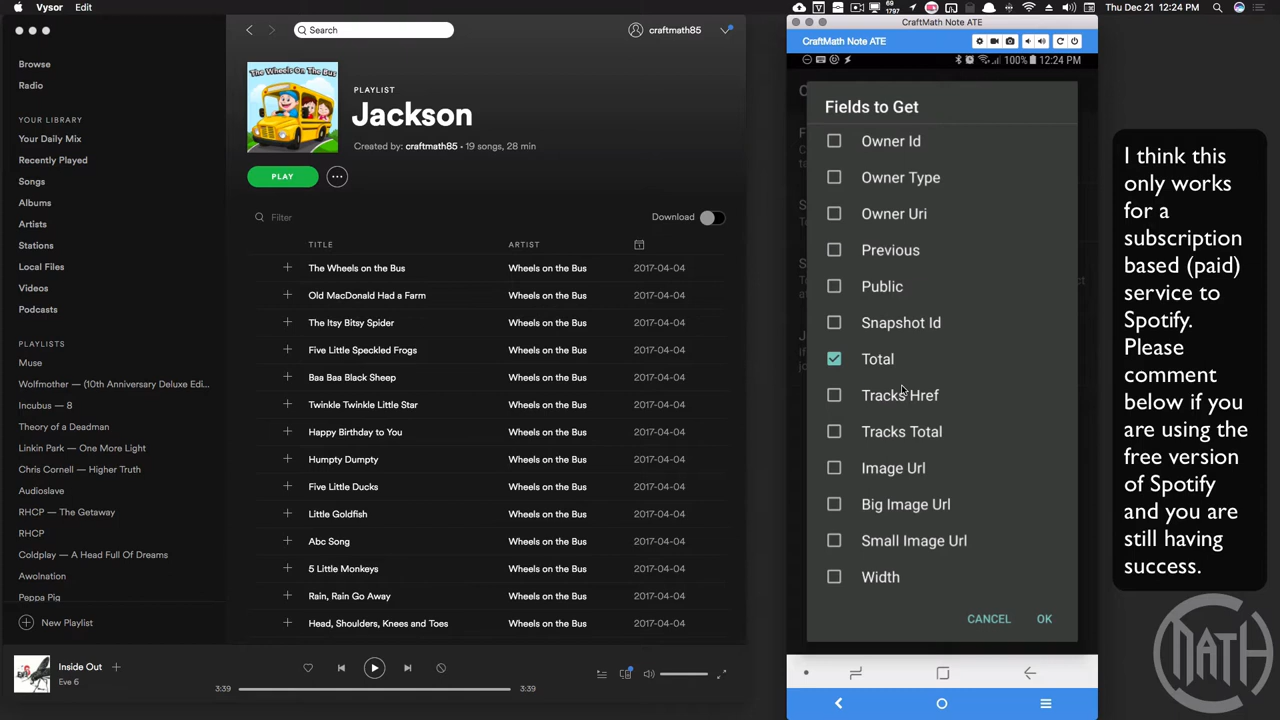 Vysor Edit
69
1797
Thu Dec 21 12:24 PM
Search
craftmath85
Browse
Radio
YOUR LIBRARY
Your Daily Mix
Recently Played
Songs
Albums
Artists
Stations
Local Files
Videos
Podcasts
PLAYLISTS
Muse
Wolfmother — (10th Anniversary Deluxe Edi...
Incubus — 8
Theory of a Deadman
Linkin Park — One More Light
Chris Cornell — Higher Truth
Audioslave
RHCP — The Getaway
RHCP
Coldplay — A Head Full Of Dreams
Awolnation
Peppa Pig
New Playlist
The Wheels On The Bus
PLAYLIST
Jackson
Created by: craftmath85 • 19 songs, 28 min
PLAY
Filter
Download
TITLE ARTIST
The Wheels on the Bus Wheels on the Bus 2017-04-04
Old MacDonald Had a Farm Wheels on the Bus 2017-04-04
The Itsy Bitsy Spider Wheels on the Bus 2017-04-04
Five Little Speckled Frogs Wheels on the Bus 2017-04-04
Baa Baa Black Sheep Wheels on the Bus 2017-04-04
Twinkle Twinkle Little Star Wheels on the Bus 2017-04-04
Happy Birthday to You Wheels on the Bus 2017-04-04
Humpty Dumpty Wheels on the Bus 2017-04-04
Five Little Ducks Wheels on the Bus 2017-04-04
Little Goldfish Wheels on the Bus 2017-04-04
Abc Song Wheels on the Bus 2017-04-04
5 Little Monkeys Wheels on the Bus 2017-04-04
Rain, Rain Go Away Wheels on the Bus 2017-04-04
Head, Shoulders, Knees and Toes Wheels on the Bus 2017-04-04
Inside Out
Eve 6
3:39 3:39
CraftMath Note ATE
CraftMath Note ATE
100% 12:24 PM
Fields to Get
Owner Id
Owner Type
Owner Uri
Previous
Public
Snapshot Id
Total
Tracks Href
Tracks Total
Image Url
Big Image Url
Small Image Url
Width
CANCEL OK
I think this
only works
for a
subscription
based (paid)
service to
Spotify.
Please
comment
below if you
are using the
free version
of Spotify
and you are
still having
success.
MATH